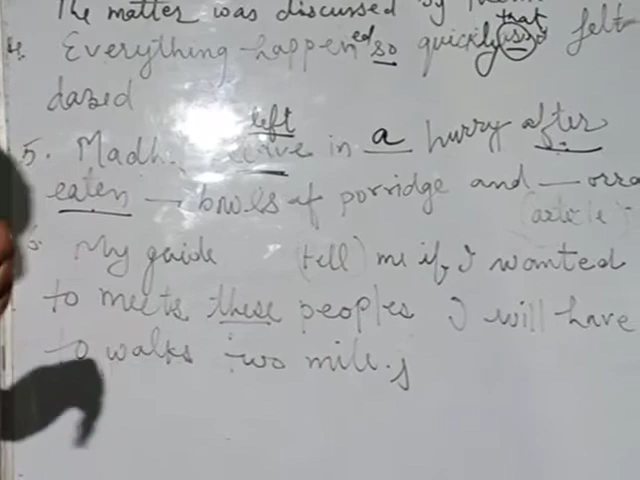 The matter was discussed by
4. Everything happened so quickly that I felt
dazed
left
5. Madh in a hurry after
eaten — bowls of porridge and — orra
(article)
6 My guide (tell) me if I wanted
to meets these peoples I will have
to walks two miles